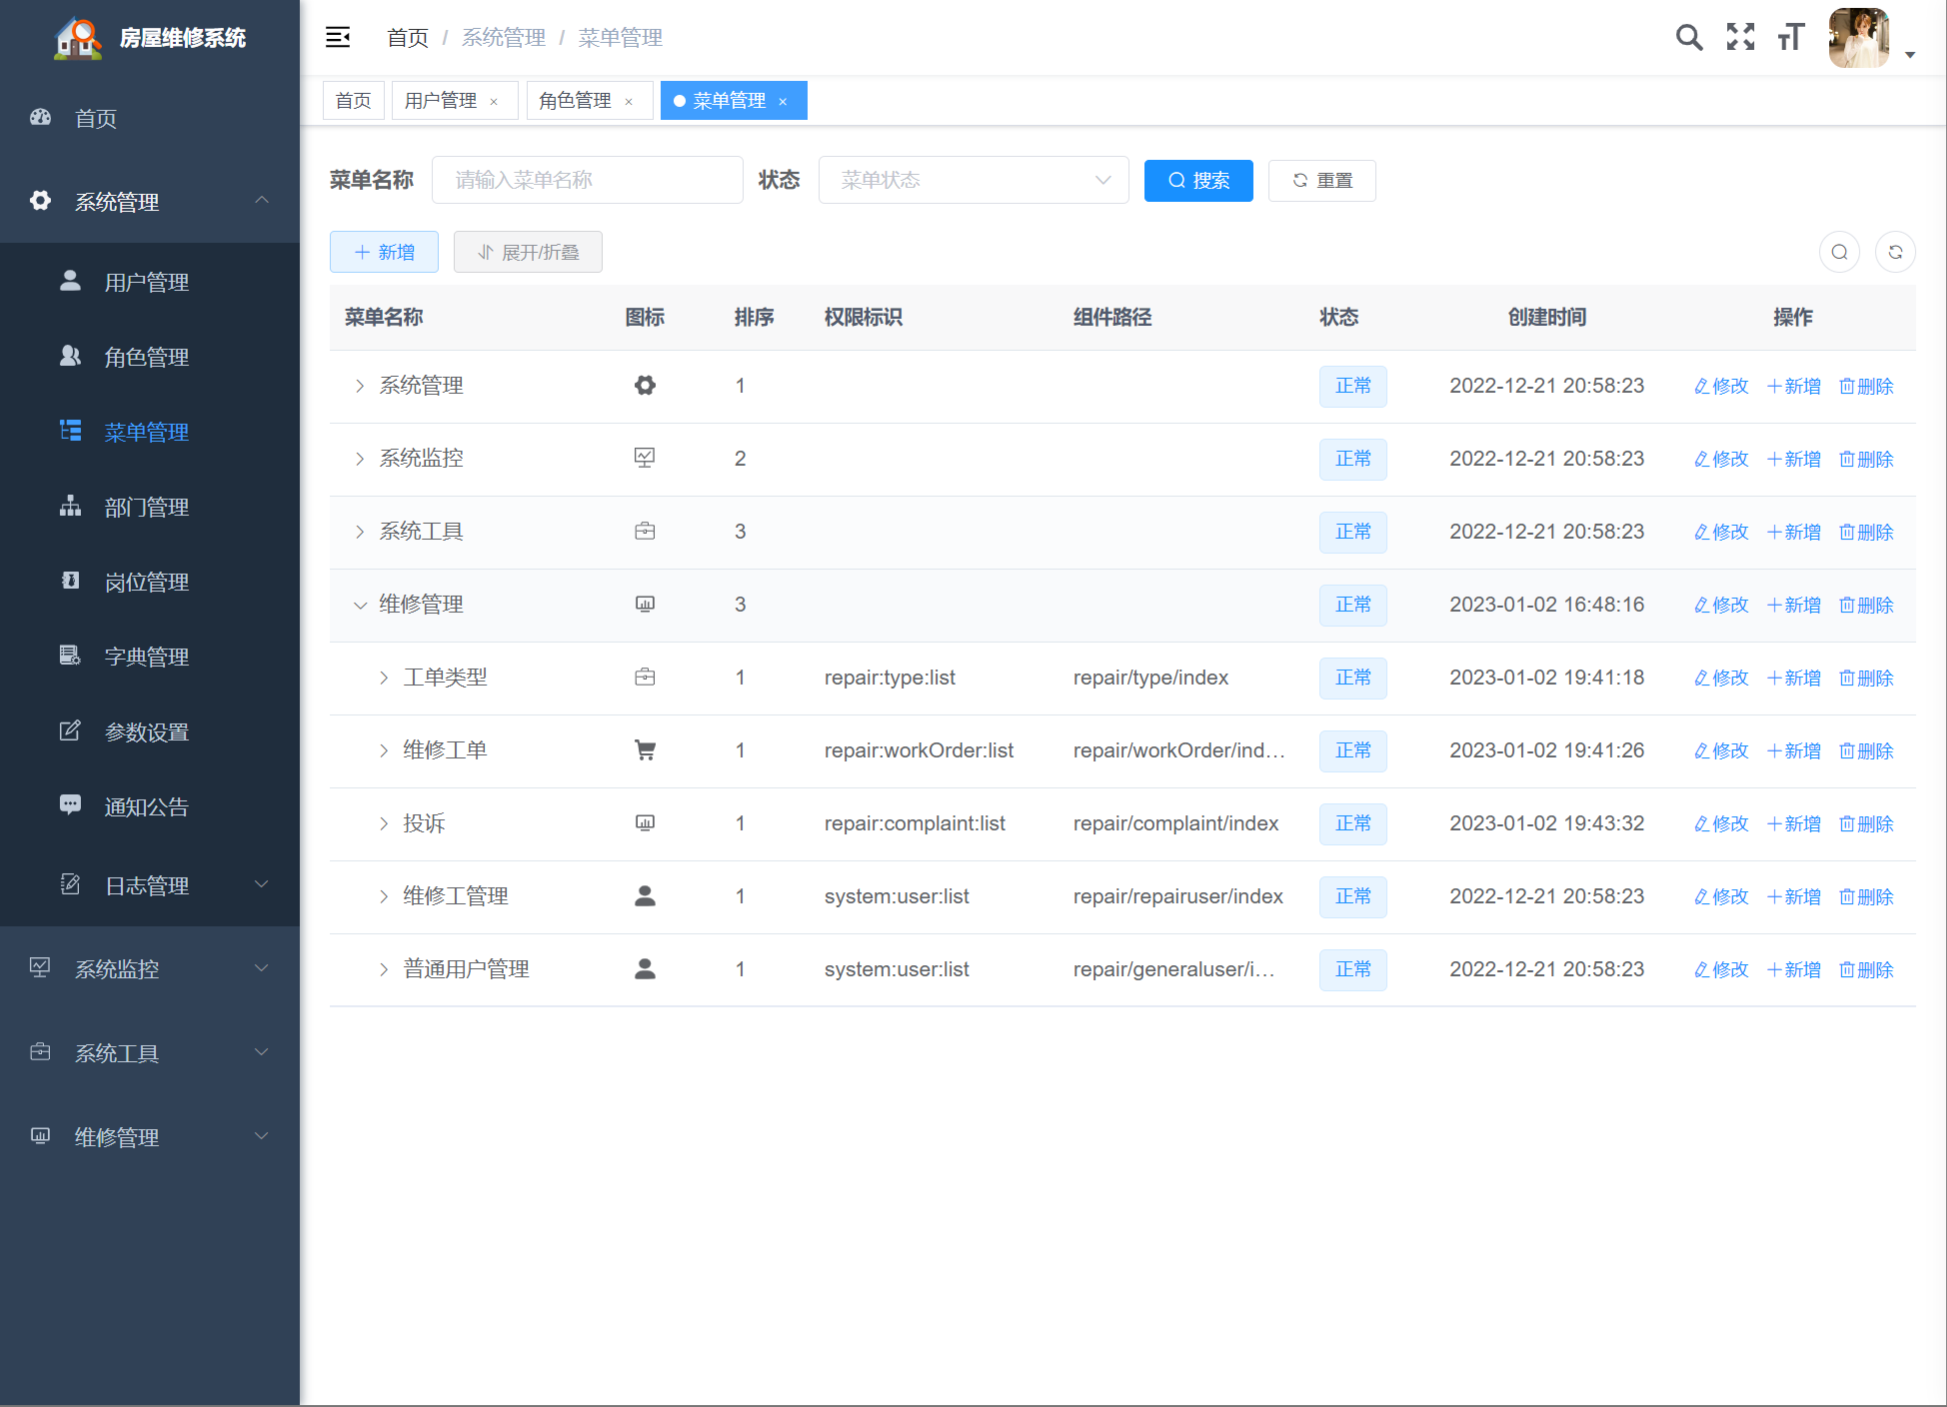 房屋维修系统
首页 / 系统管理 / 菜单管理
首页 用户管理 × 角色管理 × 菜单管理 ×
首页
系统管理
用户管理
角色管理
菜单管理
部门管理
岗位管理
字典管理
参数设置
通知公告
日志管理
系统监控
系统工具
维修管理
菜单名称 请输入菜单名称 状态 菜单状态 搜索 重置
新增 展开/折叠
菜单名称 图标 排序 权限标识 组件路径 状态 创建时间 操作
系统管理 1 正常 2022-12-21 20:58:23 修改 新增 删除
系统监控 2 正常 2022-12-21 20:58:23 修改 新增 删除
系统工具 3 正常 2022-12-21 20:58:23 修改 新增 删除
维修管理 3 正常 2023-01-02 16:48:16 修改 新增 删除
工单类型 1 repair:type:list repair/type/index 正常 2023-01-02 19:41:18 修改 新增 删除
维修工单 1 repair:workOrder:list repair/workOrder/ind... 正常 2023-01-02 19:41:26 修改 新增 删除
投诉 1 repair:complaint:list repair/complaint/index 正常 2023-01-02 19:43:32 修改 新增 删除
维修工管理 1 system:user:list repair/repairuser/index 正常 2022-12-21 20:58:23 修改 新增 删除
普通用户管理 1 system:user:list repair/generaluser/i... 正常 2022-12-21 20:58:23 修改 新增 删除